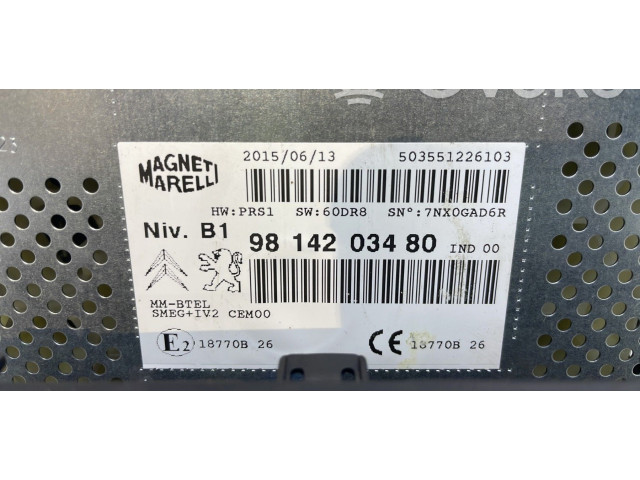 MAGNETI MARELLI
2015/06/13 503551226103
HW:PRS1 SW:60DR8 SN°:7NX0GAD6R
Niv. B1 98 142 034 80 IND 00
MM-BTEL
SMEG+IV2 CEM00
E2 18770B 26 CE 18770B 26
23